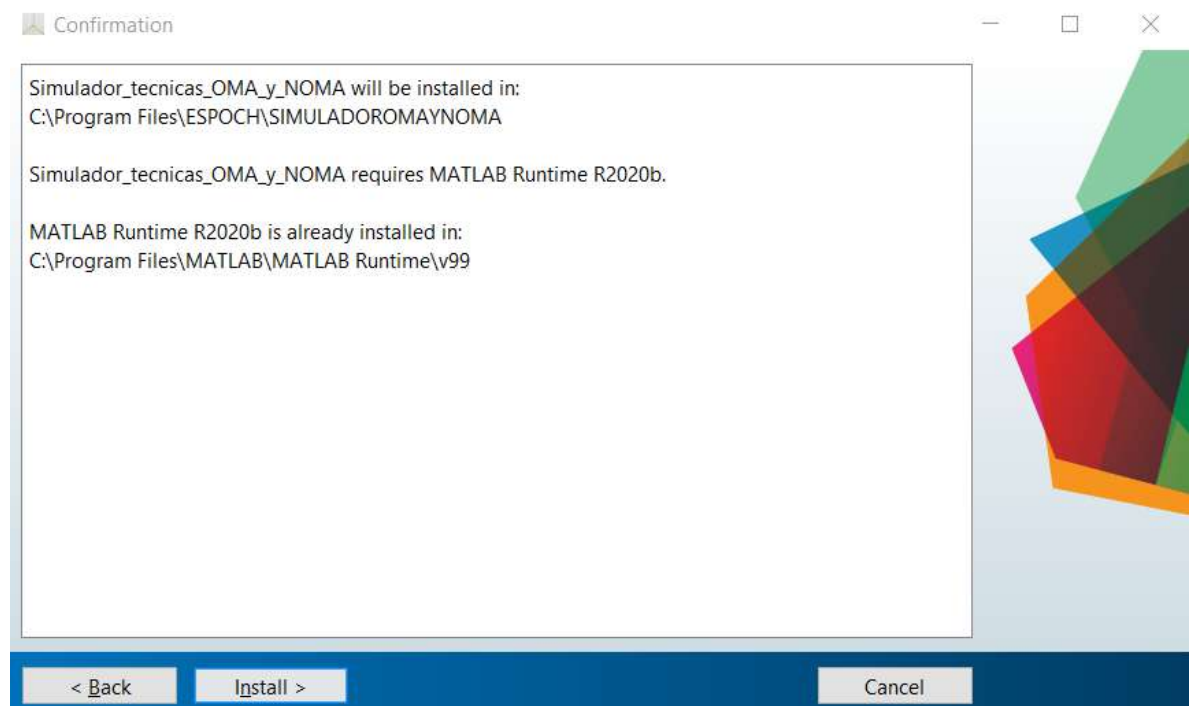 Confirmation
Simulador_tecnicas_OMA_y_NOMA will be installed in:
C:\Program Files\ESPOCH\SIMULADOROMAYNOMA
Simulador_tecnicas_OMA_y_NOMA requires MATLAB Runtime R2020b.
MATLAB Runtime R2020b is already installed in:
C:\Program Files\MATLAB\MATLAB Runtime\v99
< Back
Install >
Cancel